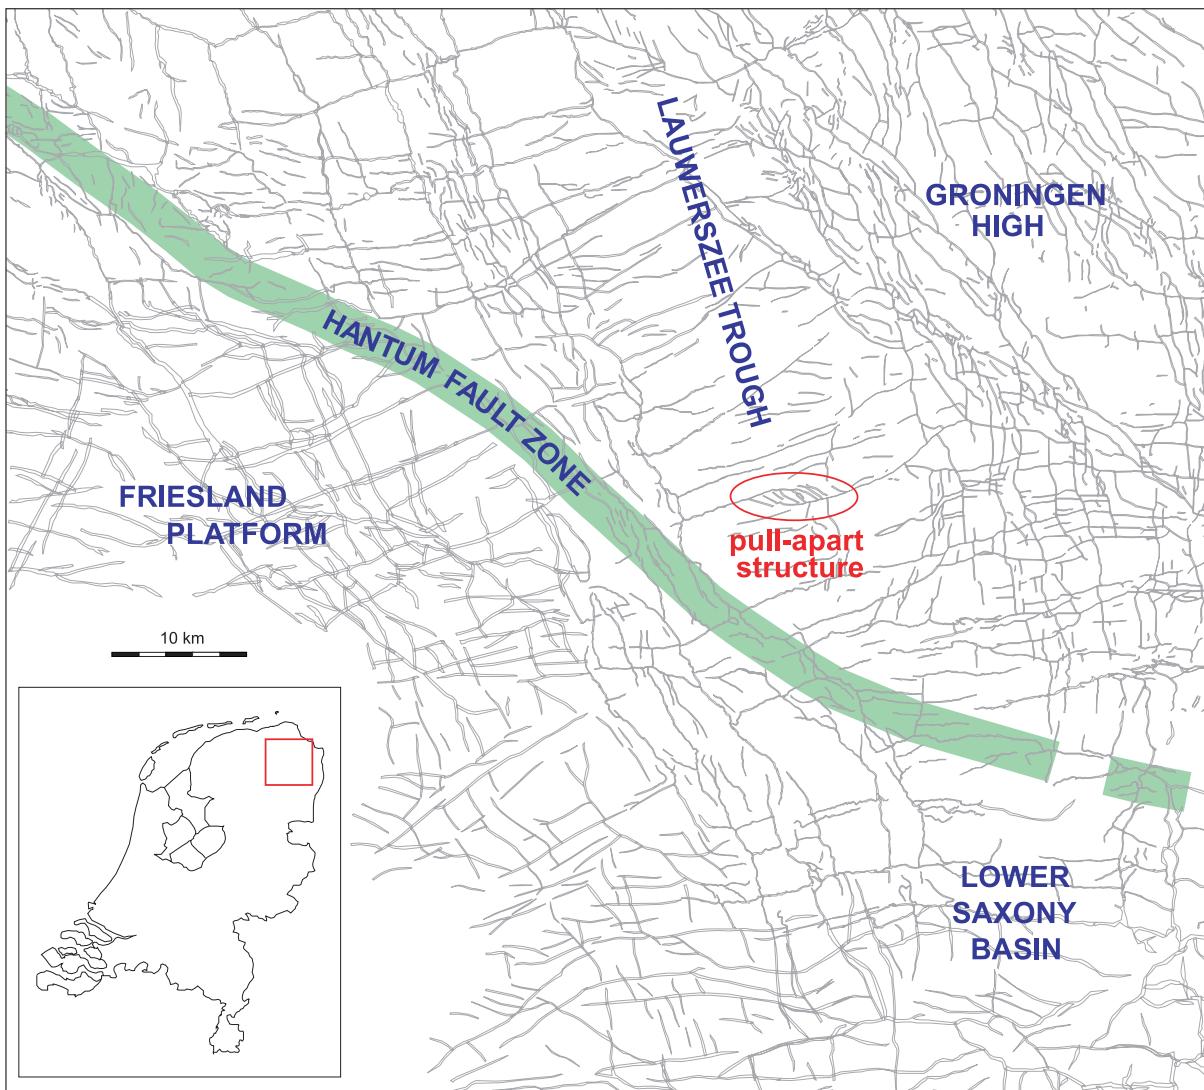 LAUWERSZEE TROUGH
GRONINGEN
HIGH
HANTUM FAULT ZONE
FRIESLAND
PLATFORM
pull-apart
structure
10 km
LOWER
SAXONY
BASIN